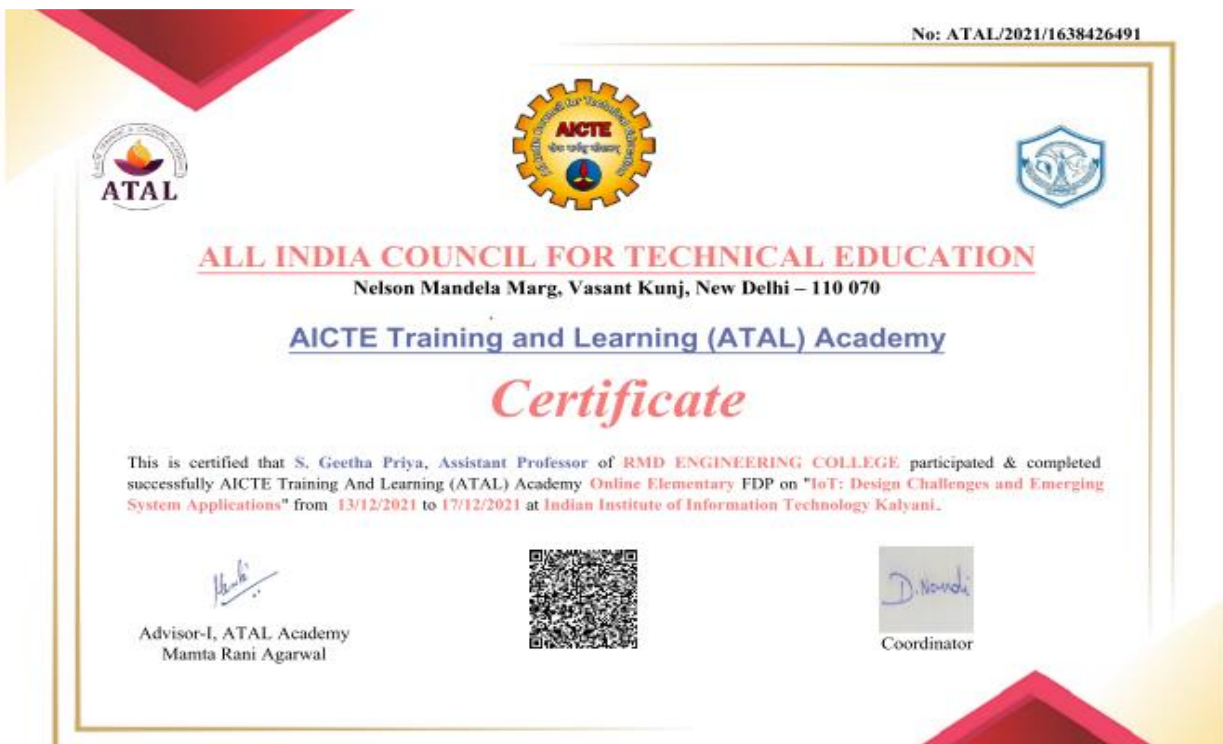 No: ATAL/2021/1638426491
AICTE
ATAL
ALL INDIA COUNCIL FOR TECHNICAL EDUCATION
Nelson Mandela Marg, Vasant Kunj, New Delhi – 110 070
AICTE Training and Learning (ATAL) Academy
Certificate
This is certified that S. Geetha Priya, Assistant Professor of RMD ENGINEERING COLLEGE participated & completed
successfully AICTE Training And Learning (ATAL) Academy Online Elementary FDP on "IoT: Design Challenges and Emerging
System Applications" from 13/12/2021 to 17/12/2021 at Indian Institute of Information Technology Kalyani.
D. Nandi
Advisor-I, ATAL Academy
Mamta Rani Agarwal
Coordinator